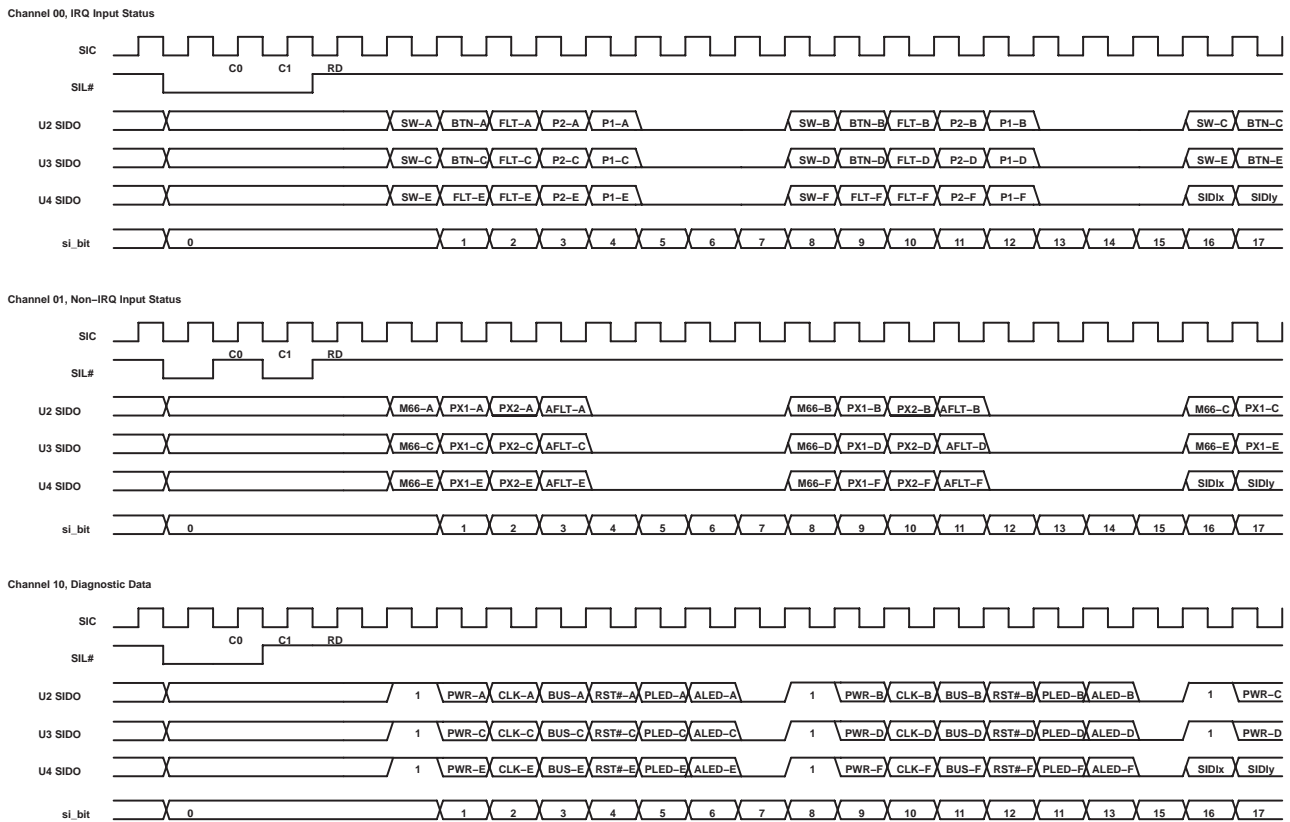 Channel 00, IRQ Input Status
SIC
C0 C1 RD
SIL#
U2 SIDO SW–A BTN–A FLT–A P2–A P1–A SW–B BTN–B FLT–B P2–B P1–B SW–C BTN–C
U3 SIDO SW–C BTN–C FLT–C P2–C P1–C SW–D BTN–D FLT–D P2–D P1–D SW–E BTN–E
U4 SIDO SW–E FLT–E FLT–E P2–E P1–E SW–F FLT–F FLT–F P2–F P1–F SIDIx SIDIy
si_bit 0 1 2 3 4 5 6 7 8 9 10 11 12 13 14 15 16 17
Channel 01, Non–IRQ Input Status
SIC
C0 C1 RD
SIL#
U2 SIDO M66–A PX1–A PX2–A AFLT–A M66–B PX1–B PX2–B AFLT–B M66–C PX1–C
U3 SIDO M66–C PX1–C PX2–C AFLT–C M66–D PX1–D PX2–D AFLT–D M66–E PX1–E
U4 SIDO M66–E PX1–E PX2–E AFLT–E M66–F PX1–F PX2–F AFLT–F SIDIx SIDIy
si_bit 0 1 2 3 4 5 6 7 8 9 10 11 12 13 14 15 16 17
Channel 10, Diagnostic Data
SIC
C0 C1 RD
SIL#
U2 SIDO 1 PWR–A CLK–A BUS–A RST#–A PLED–A ALED–A 1 PWR–B CLK–B BUS–B RST#–B PLED–B ALED–B 1 PWR–C
U3 SIDO 1 PWR–C CLK–C BUS–C RST#–C PLED–C ALED–C 1 PWR–D CLK–D BUS–D RST#–D PLED–D ALED–D 1 PWR–D
U4 SIDO 1 PWR–E CLK–E BUS–E RST#–E PLED–E ALED–E 1 PWR–F CLK–F BUS–F RST#–F PLED–F ALED–F SIDIx SIDIy
si_bit 0 1 2 3 4 5 6 7 8 9 10 11 12 11 13 15 16 17